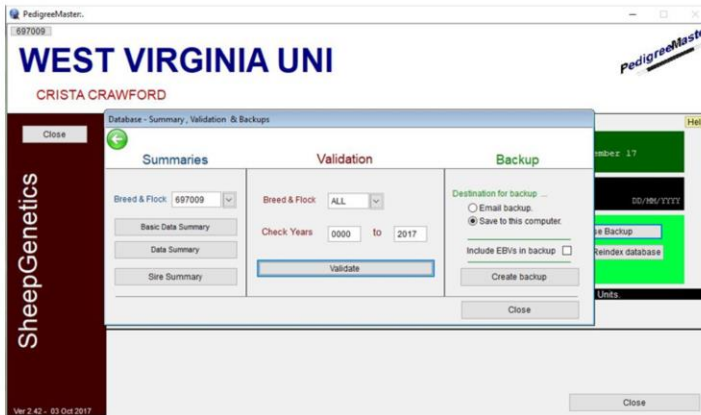 PedigreeMaster:.
697009
WEST VIRGINIA UNI
CRISTA CRAWFORD
PedigreeMaste
Close
SheepGenetics
Ver 2.42 - 03 Oct 2017
Database - Summary, Validation & Backups
Summaries
Breed & Flock 697009
Basic Data Summary
Data Summary
Sire Summary
Validation
Breed & Flock ALL
Check Years 0000 to 2017
Validate
Backup
Destination for backup ...
Email backup.
Save to this computer.
Include EBVs in backup
Create backup
Close
Hel
ember 17
DD/MM/YYYY
se Backup
Reindex database
Units.
Close